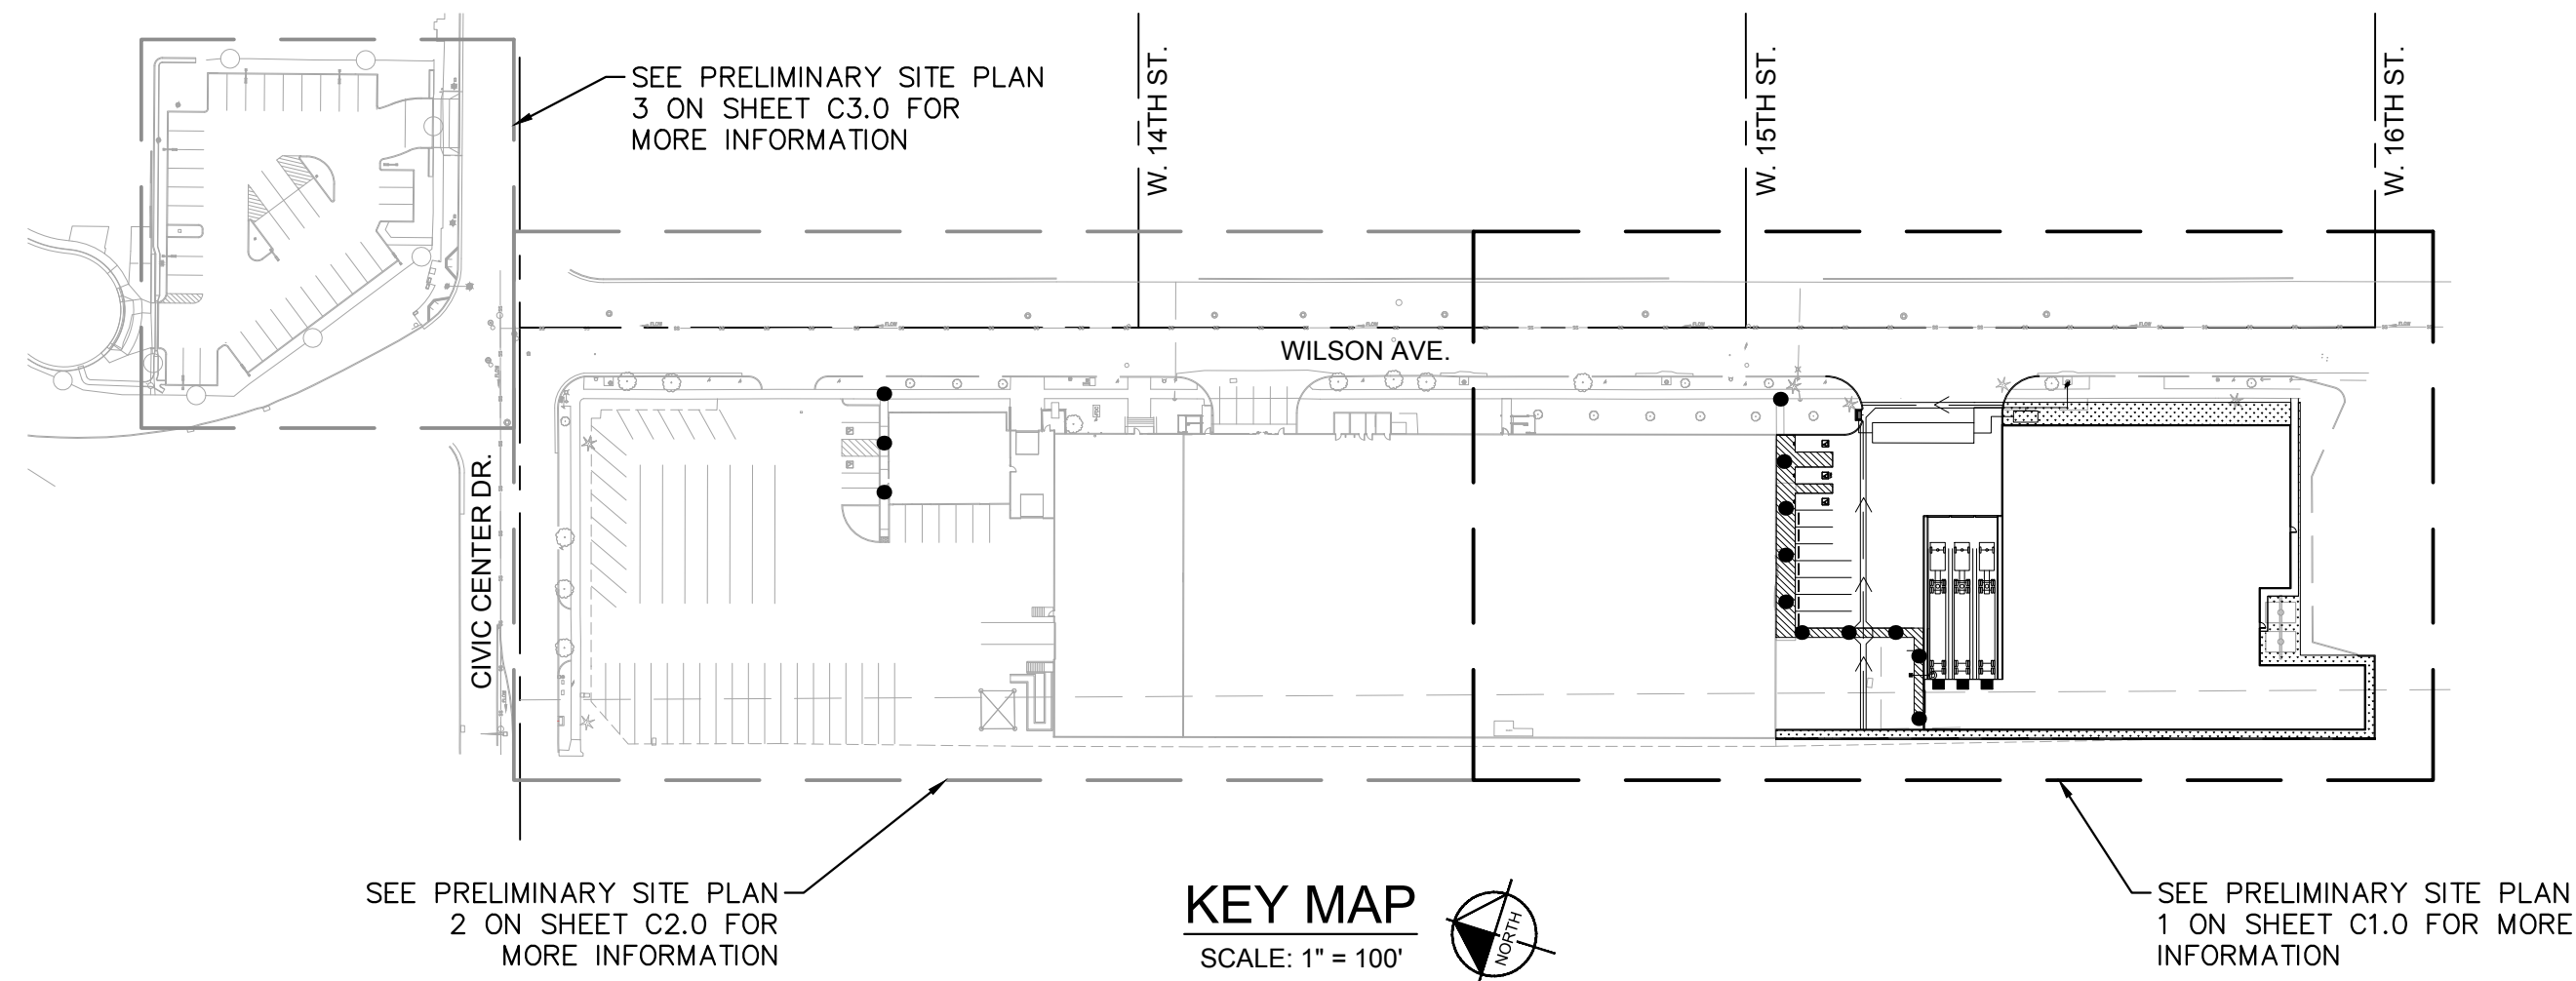 SEE PRELIMINARY SITE PLAN
3 ON SHEET C3.0 FOR
MORE INFORMATION
W. 14TH ST.
W. 15TH ST.
W. 16TH ST.
WILSON AVE.
CIVIC CENTER DR.
SEE PRELIMINARY SITE PLAN
2 ON SHEET C2.0 FOR
MORE INFORMATION
KEY MAP
SCALE: 1" = 100'
NORTH
SEE PRELIMINARY SITE PLAN
1 ON SHEET C1.0 FOR MORE
INFORMATION